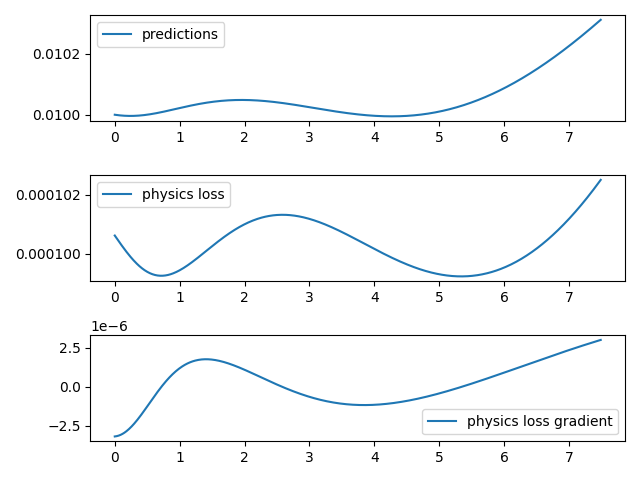 predictions
0.0102
0.0100
0 1 2 3 4 5 6 7
physics loss
0.000102
0.000100
0 1 2 3 4 5 6 7
1e−6
2.5
0.0
−2.5
physics loss gradient
0 1 2 3 4 5 6 7